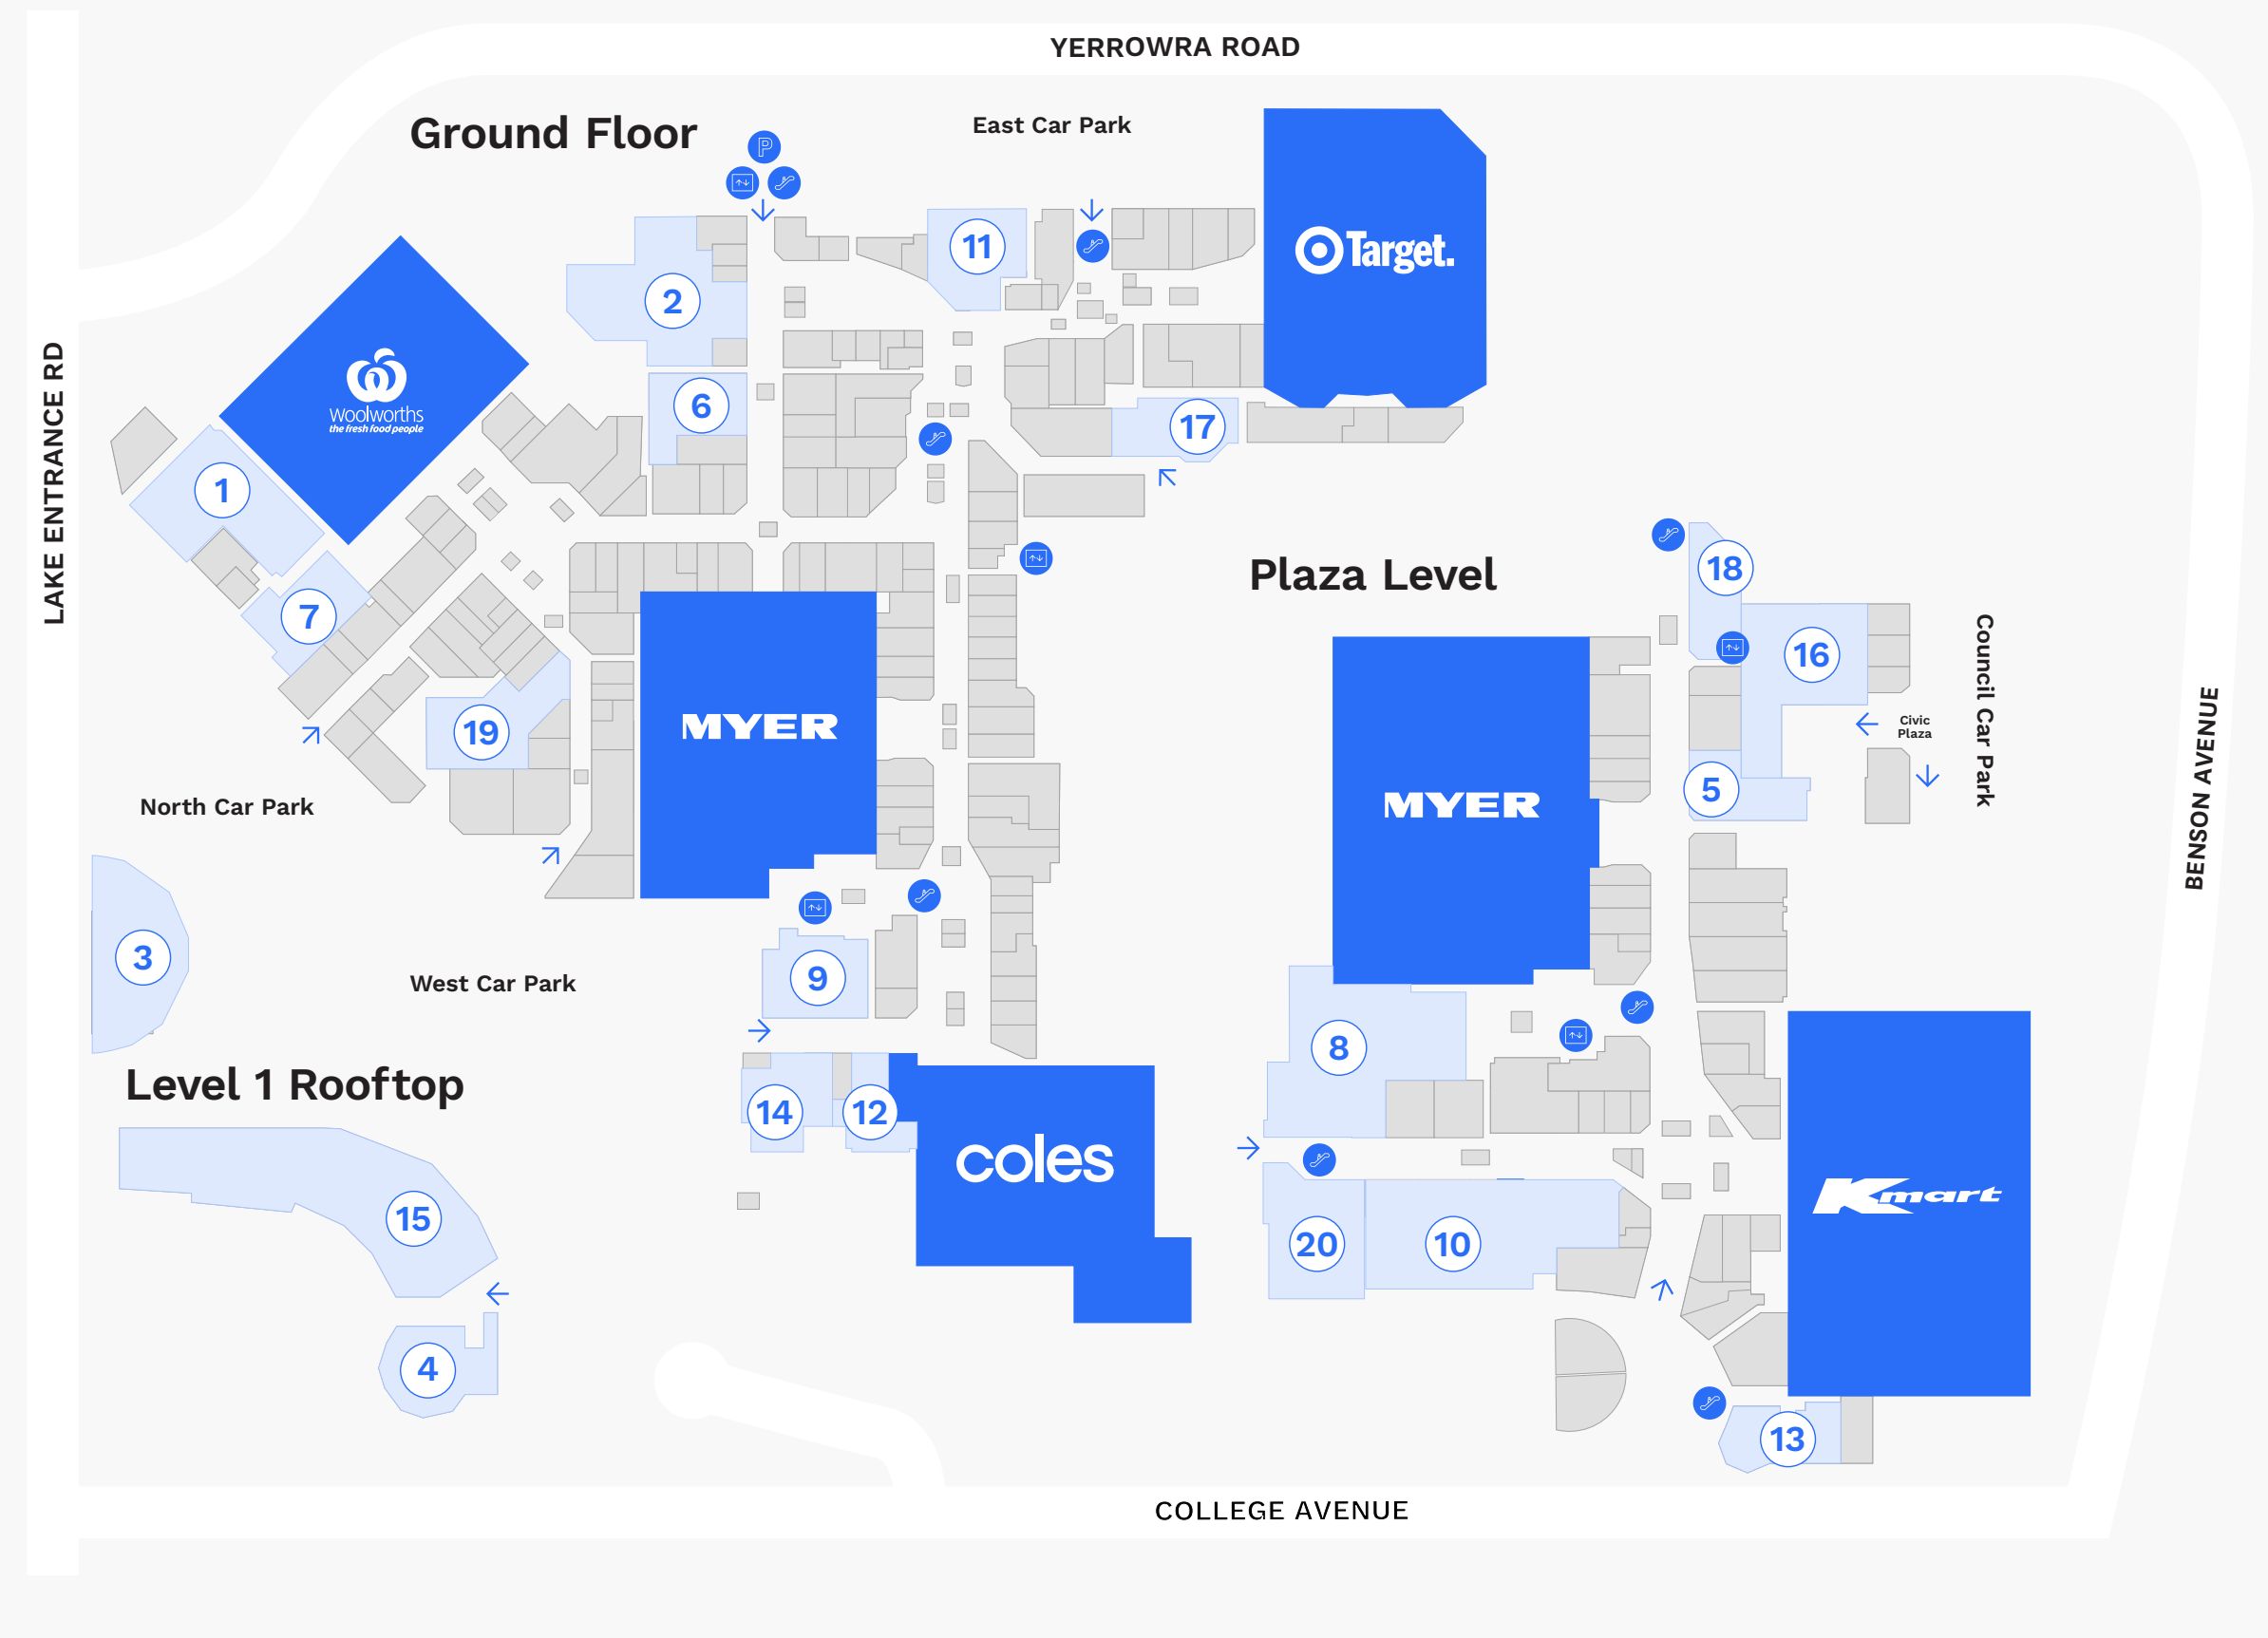 YERROWRA ROAD
Ground Floor
East Car Park
P
Target.
11
2
LAKE ENTRANCE RD
Woolworths
the fresh food people
6
17
1
18
Plaza Level
7
16
Council Car Park
19
MYER
Civic
Plaza
5
MYER
BENSON AVENUE
North Car Park
3
West Car Park
9
8
Level 1 Rooftop
14
12
coles
Kmart
15
20
10
4
13
COLLEGE AVENUE